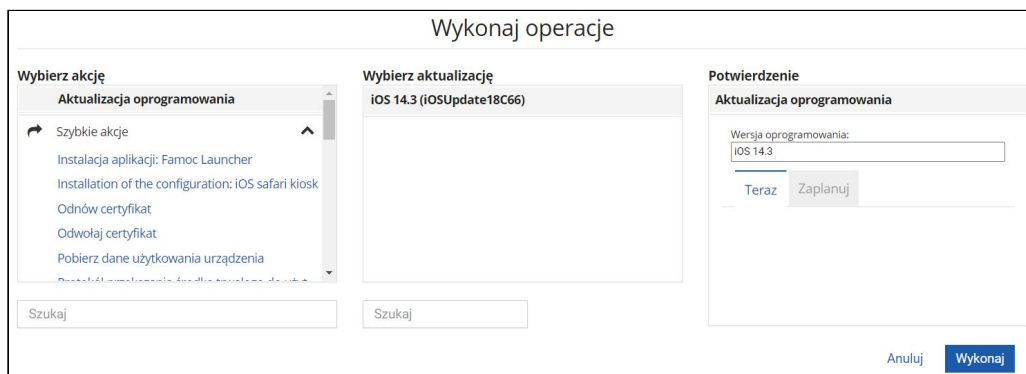 Wykonaj operacje
Wybierz akcję
Aktualizacja oprogramowania
Szybkie akcje
Instalacja aplikacji: Famoc Launcher
Installation of the configuration: iOS safari kiosk
Odnów certyfikat
Odwołaj certyfikat
Pobierz dane użytkowania urządzenia
Szukaj
Wybierz aktualizację
iOS 14.3 (iOSUpdate18C66)
Szukaj
Potwierdzenie
Aktualizacja oprogramowania
Wersja oprogramowania:
iOS 14.3
Teraz Zaplanuj
Anuluj Wykonaj